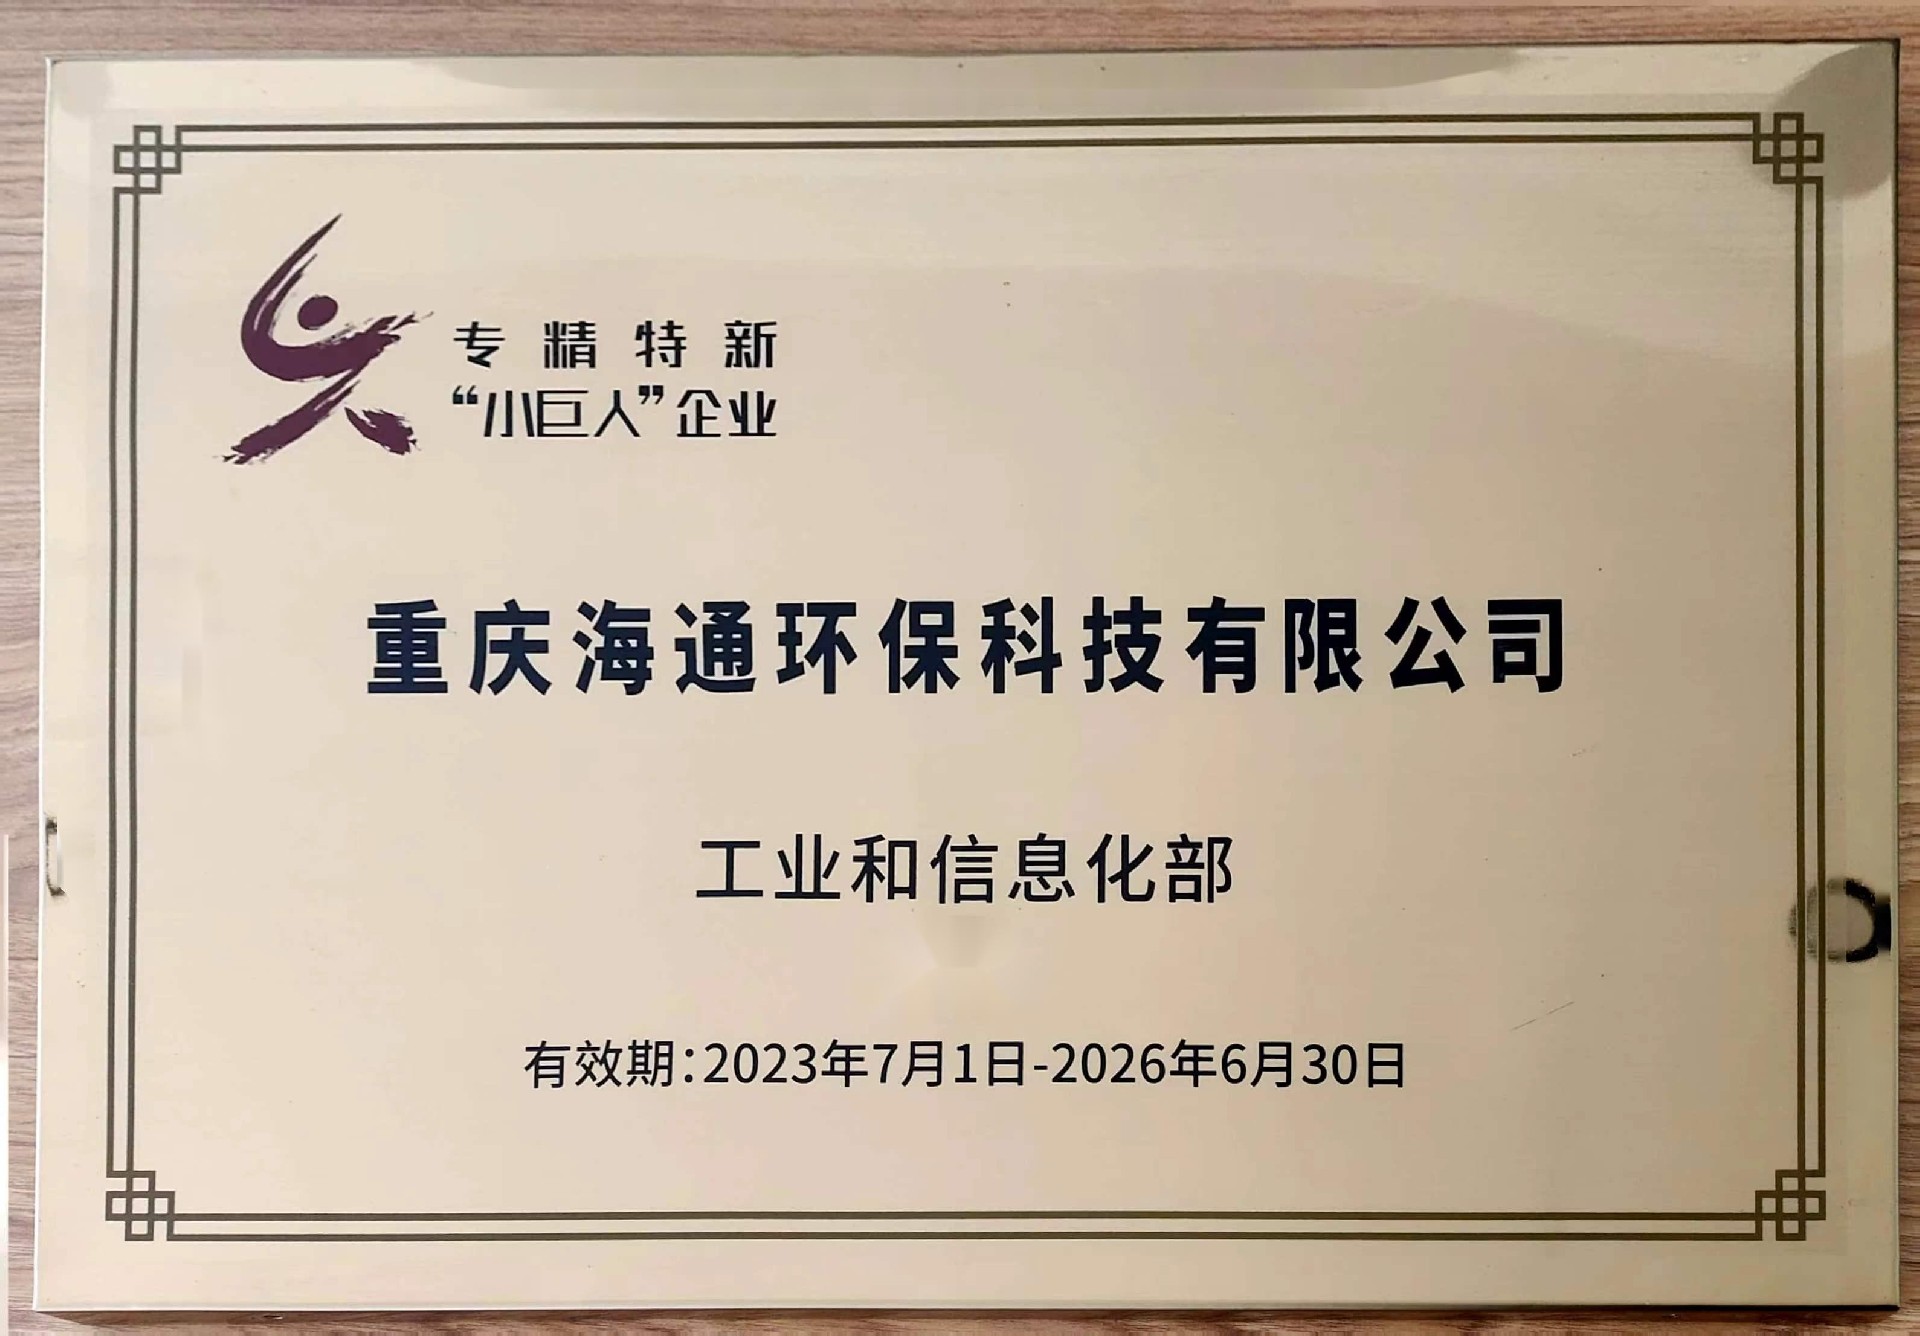 专精特新
“小巨人”企业
重庆海通环保科技有限公司
工业和信息化部
有效期:2023年7月1日-2026年6月30日